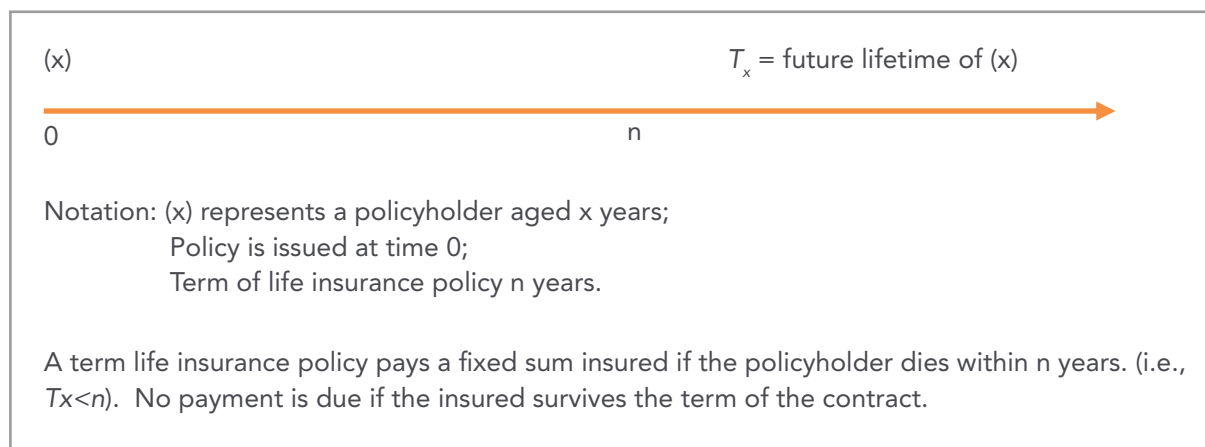 (x) Tx = future lifetime of (x)
0 n
Notation: (x) represents a policyholder aged x years;
Policy is issued at time 0;
Term of life insurance policy n years.
A term life insurance policy pays a fixed sum insured if the policyholder dies within n years. (i.e.,
Tx<n).  No payment is due if the insured survives the term of the contract.